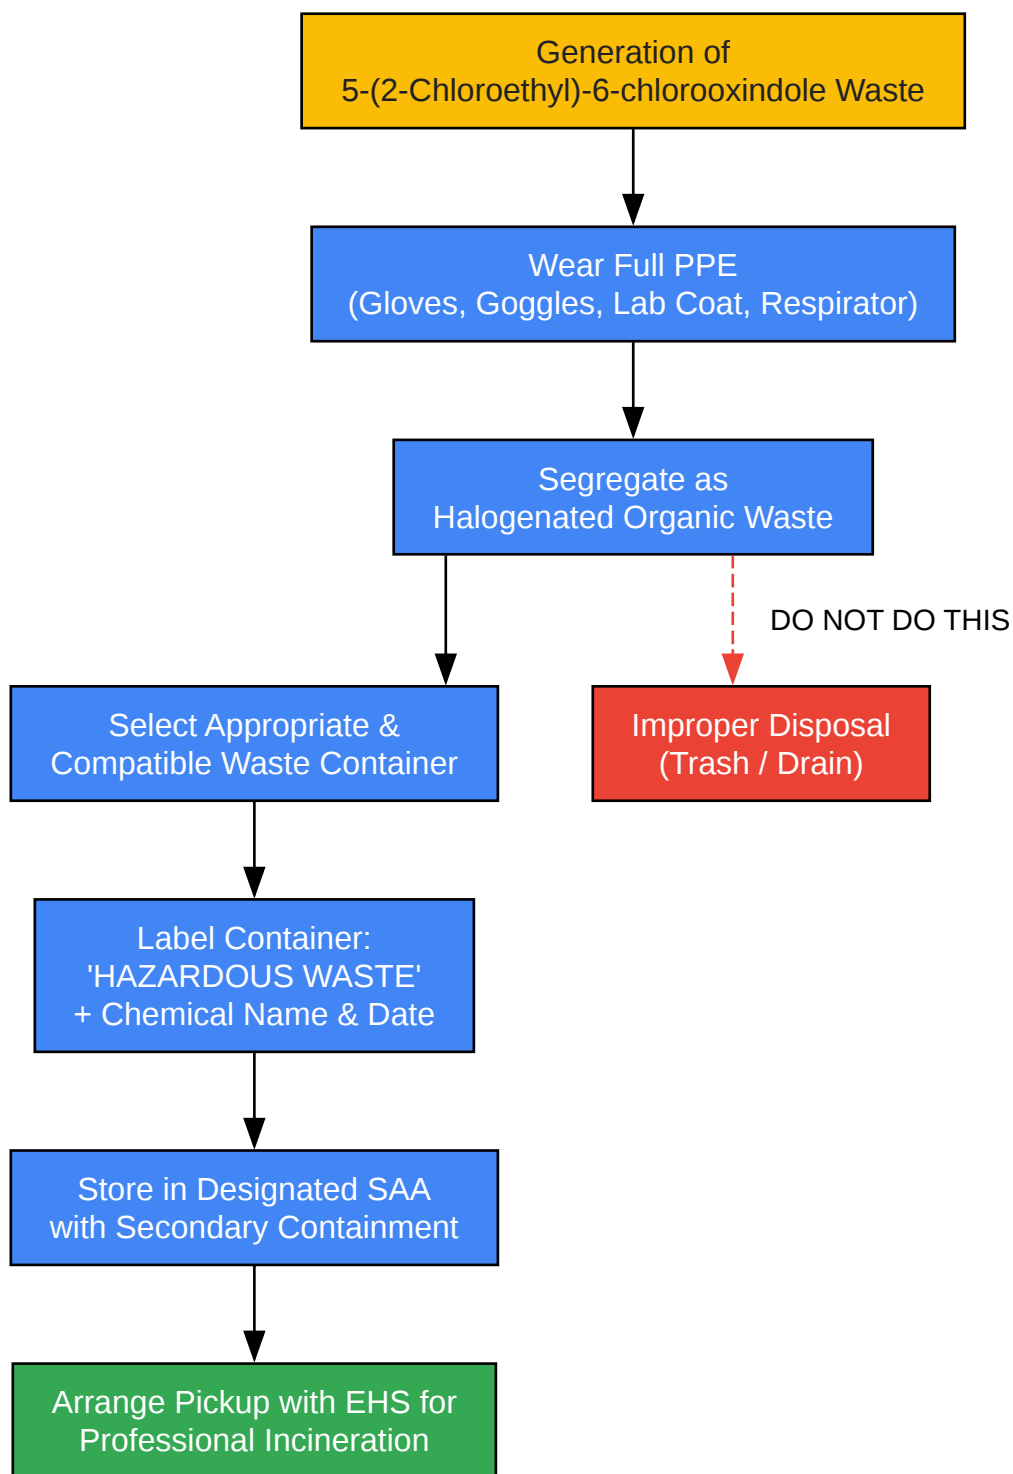 Generation of
5-(2-Chloroethyl)-6-chlorooxindole Waste
Wear Full PPE
(Gloves, Goggles, Lab Coat, Respirator)
Segregate as
Halogenated Organic Waste
DO NOT DO THIS
Select Appropriate &
Compatible Waste Container
Improper Disposal
(Trash / Drain)
Label Container:
'HAZARDOUS WASTE'
+ Chemical Name & Date
Store in Designated SAA
with Secondary Containment
Arrange Pickup with EHS for
Professional Incineration